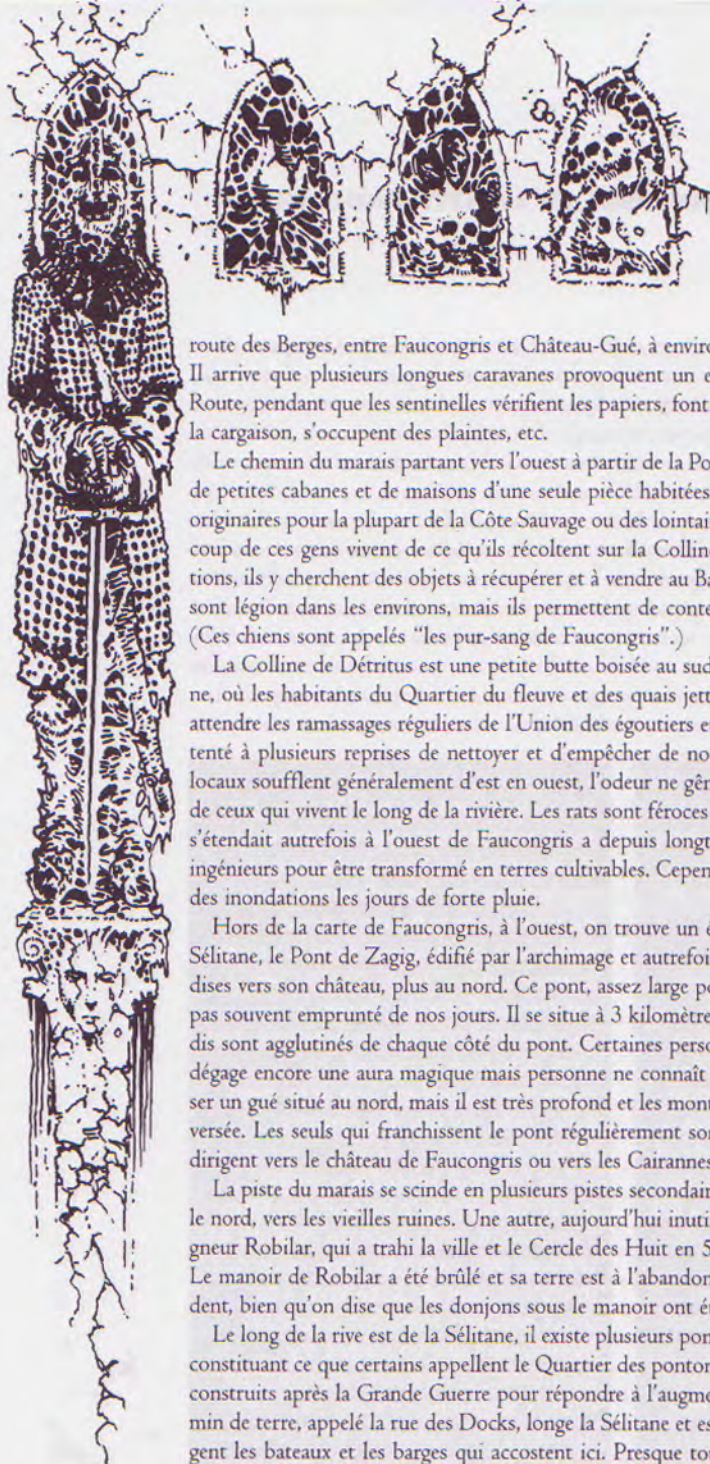 route des Berges, entre Faucongris et Château-Gué, à enviro
Il arrive que plusieurs longues caravanes provoquent un e
Route, pendant que les sentinelles vérifient les papiers, font
la cargaison, s'occupent des plaintes, etc.
Le chemin du marais partant vers l'ouest à partir de la Po
de petites cabanes et de maisons d'une seule pièce habitées
originaires pour la plupart de la Côte Sauvage ou des lointai
coup de ces gens vivent de ce qu'ils récoltent sur la Colline
tions, ils y cherchent des objets à récupérer et à vendre au Ba
sont légion dans les environs, mais ils permettent de conte
(Ces chiens sont appelés "les pur-sang de Faucongris".)
La Colline de Détritus est une petite butte boisée au sud
ne, où les habitants du Quartier du fleuve et des quais jett
attendre les ramassages réguliers de l'Union des égoutiers e
tenté à plusieurs reprises de nettoyer et d'empêcher de no
locaux soufflent généralement d'est en ouest, l'odeur ne gên
de ceux qui vivent le long de la rivière. Les rats sont féroces
s'étendait autrefois à l'ouest de Faucongris a depuis longt
ingénieurs pour être transformé en terres cultivables. Cepen
des inondations les jours de forte pluie.
Hors de la carte de Faucongris, à l'ouest, on trouve un é
Sélitane, le Pont de Zagig, édifié par l'archimage et autrefoi
dises vers son château, plus au nord. Ce pont, assez large po
pas souvent emprunté de nos jours. Il se situe à 3 kilomètre
dis sont agglutinés de chaque côté du pont. Certaines perso
dégage encore une aura magique mais personne ne connaît
ser un gué situé au nord, mais il est très profond et les mont
versée. Les seuls qui franchissent le pont régulièrement son
dirigent vers le château de Faucongris ou vers les Cairannes
La piste du marais se scinde en plusieurs pistes secondair
le nord, vers les vieilles ruines. Une autre, aujourd'hui inuti
gneur Robilar, qui a trahi la ville et le Cercle des Huit en 5
Le manoir de Robilar a été brûlé et sa terre est à l'abandon
dent, bien qu'on dise que les donjons sous le manoir ont ét
Le long de la rive est de la Sélitane, il existe plusieurs pon
constituant ce que certains appellent le Quartier des ponton
construits après la Grande Guerre pour répondre à l'augme
min de terre, appelé la rue des Docks, longe la Sélitane et es
gent les bateaux et les barges qui accostent ici. Presque tou